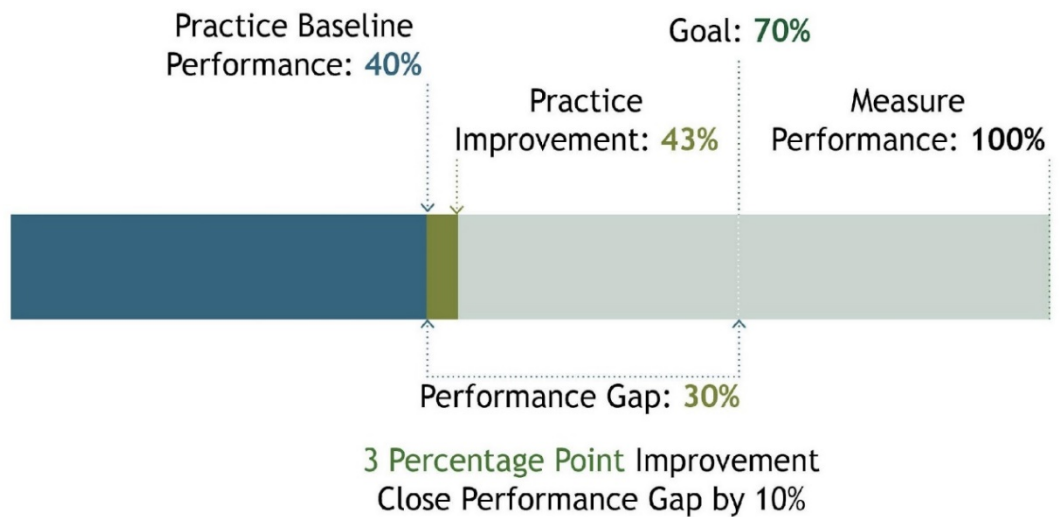 Practice Baseline
Performance: 40%
Goal: 70%
Practice
Improvement: 43%
Measure
Performance: 100%
Performance Gap: 30%
3 Percentage Point Improvement
Close Performance Gap by 10%